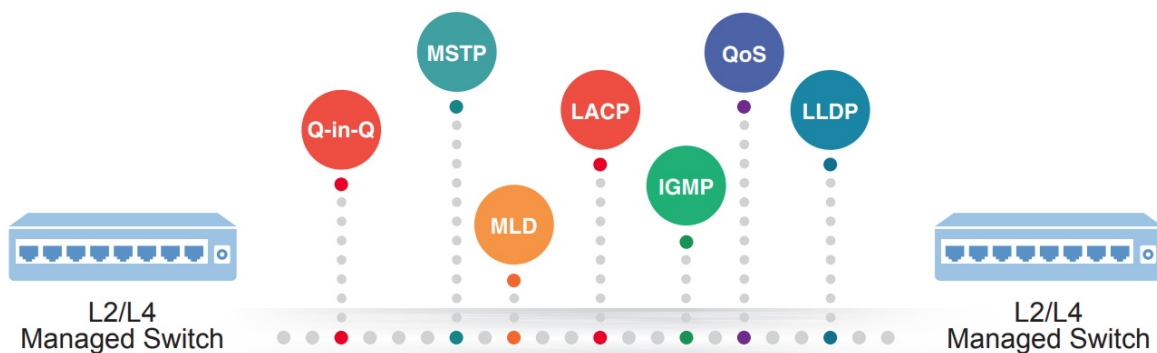 MSTP
QoS
Q-in-Q
LACP
LLDP
MLD
IGMP
L2/L4
Managed Switch
L2/L4
Managed Switch